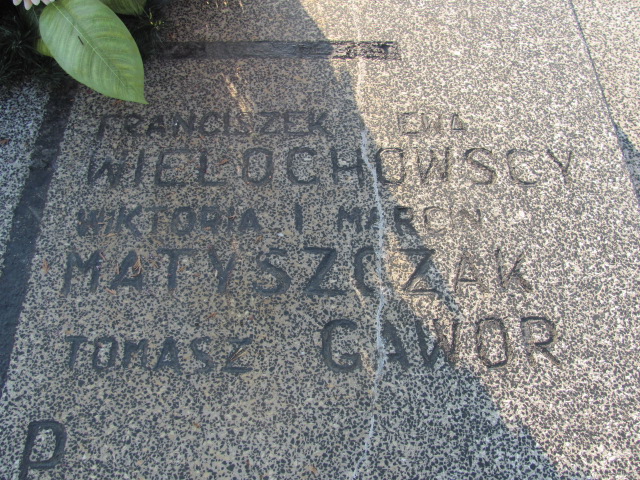 FRANCISZEK EWA
WIELOCHOWSCY
WIKTORIA I MARCIN
MATYSZCZAK
TOMASZ GAWOR
P